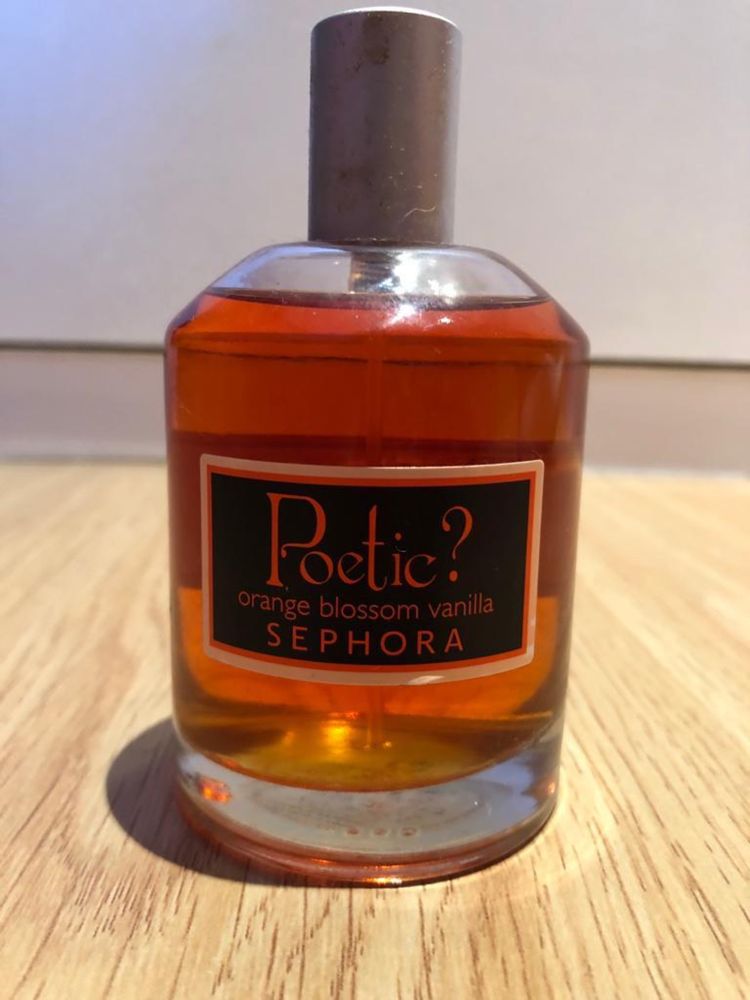 Poetic?
orange blossom vanilla
SEPHORA